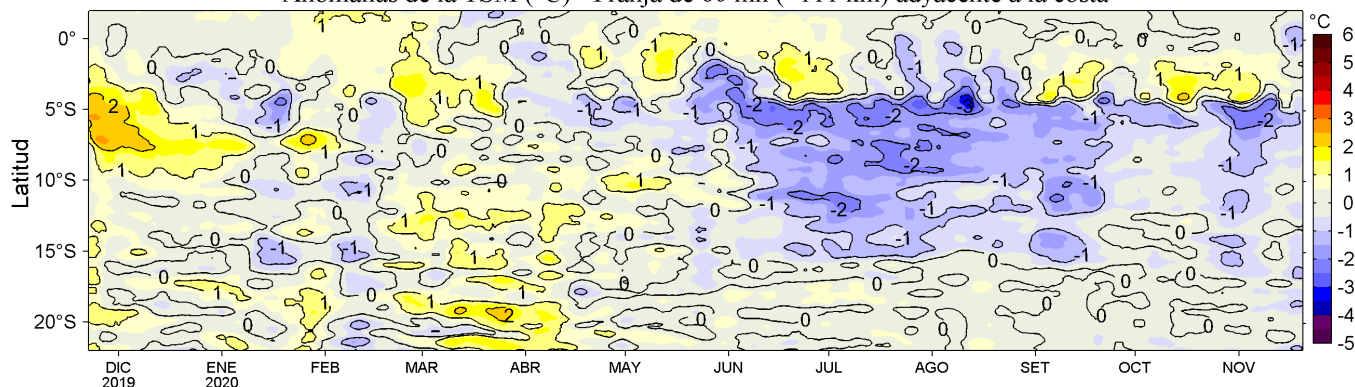 Anomalías de la TSM (°C) - Franja de 60 mn (~111 km) adyacente a la costa
°C
Latitud
0°
5°S
10°S
15°S
20°S
DIC ENE FEB MAR ABR MAY JUN JUL AGO SET OCT NOV
2019 2020
6
5
4
3
2
1
0
-1
-2
-3
-4
-5